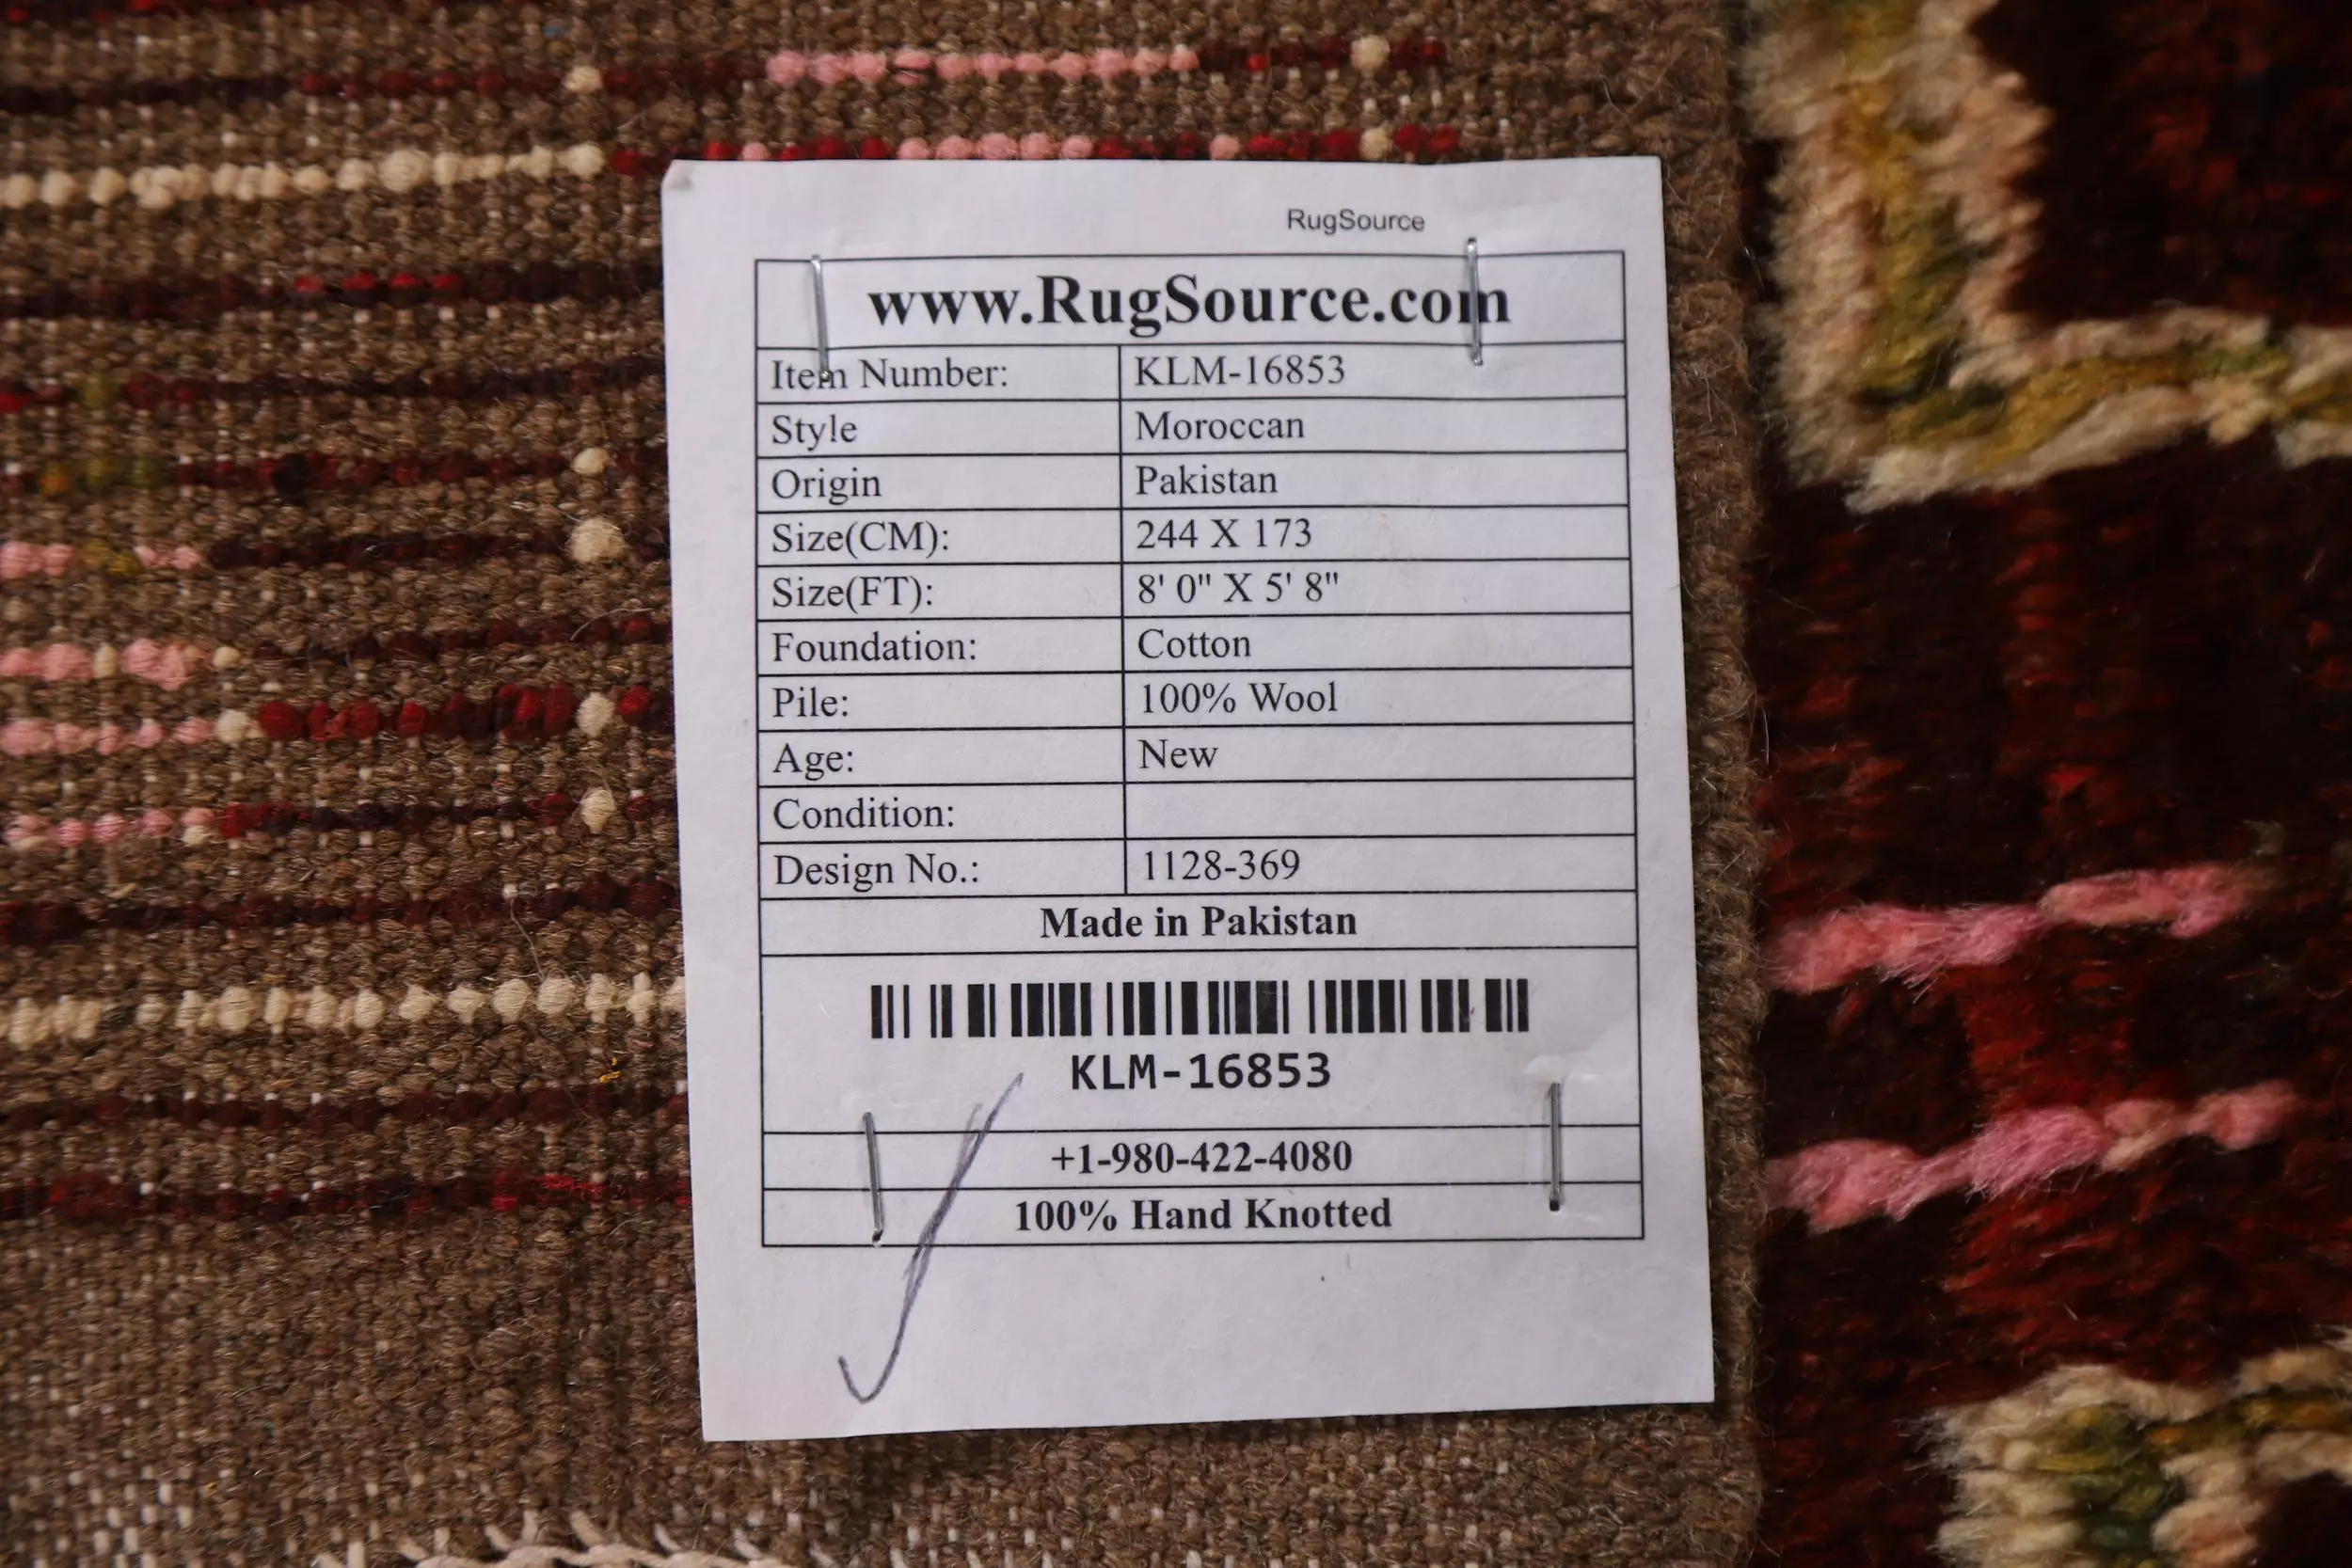 RugSource
www.RugSource.com
Item Number: KLM-16853
Style Moroccan
Origin Pakistan
Size(CM): 244 X 173
Size(FT): 8' 0" X 5' 8"
Foundation: Cotton
Pile: 100% Wool
Age: New
Condition:
Design No.: 1128-369
Made in Pakistan
KLM-16853
+1-980-422-4080
100% Hand Knotted